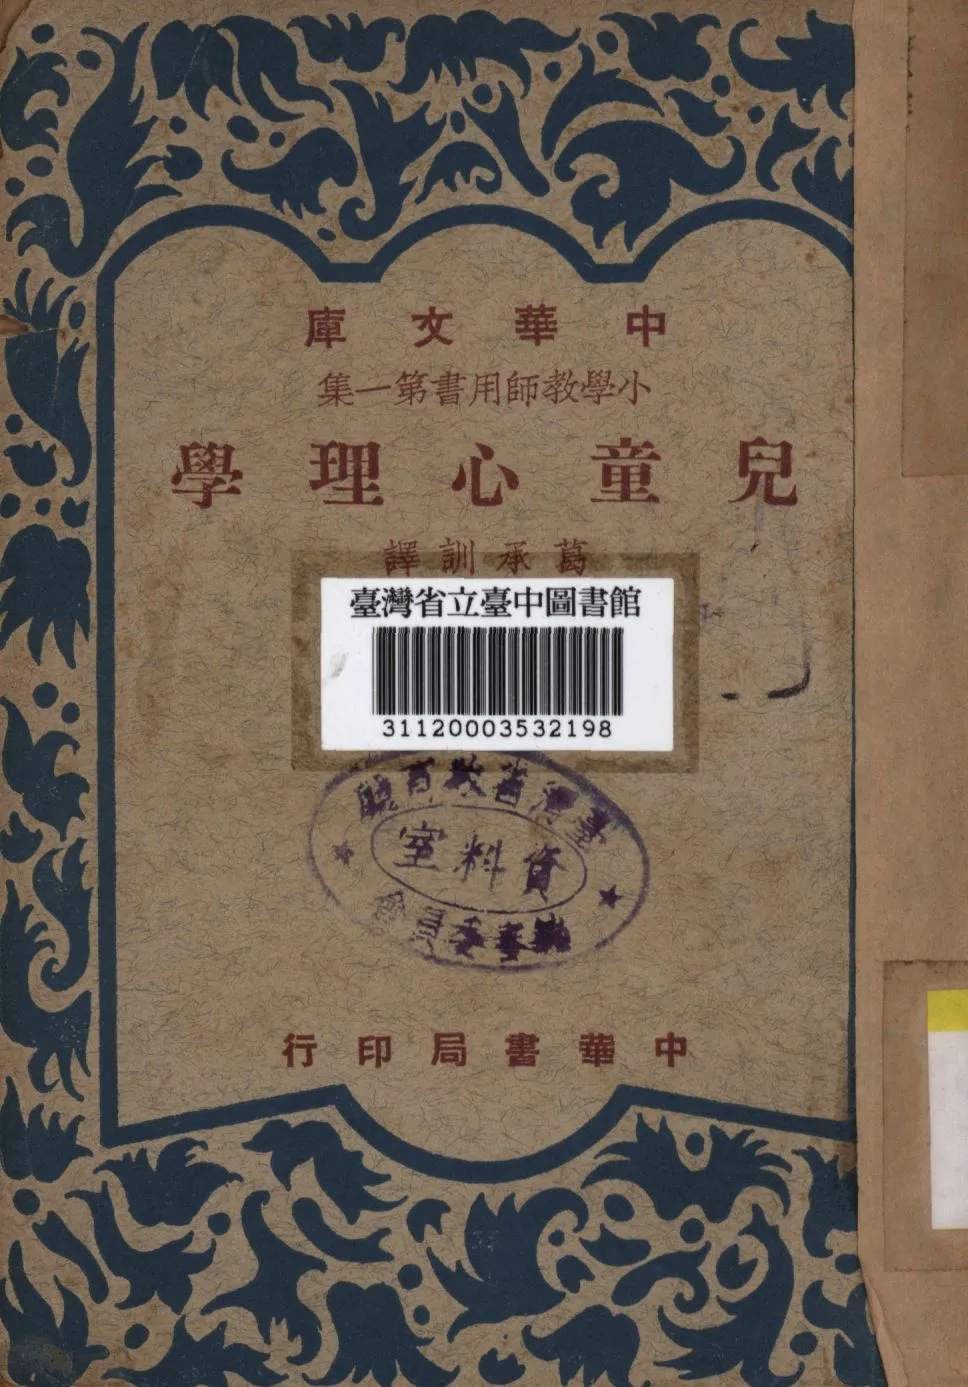 中華文庫
小學教師用書第一集
兒童心理學
葛承訓譯
臺灣省立臺中圖書館
31120003532198
臺灣省教育廳
資料室
編審委員會
中華書局印行